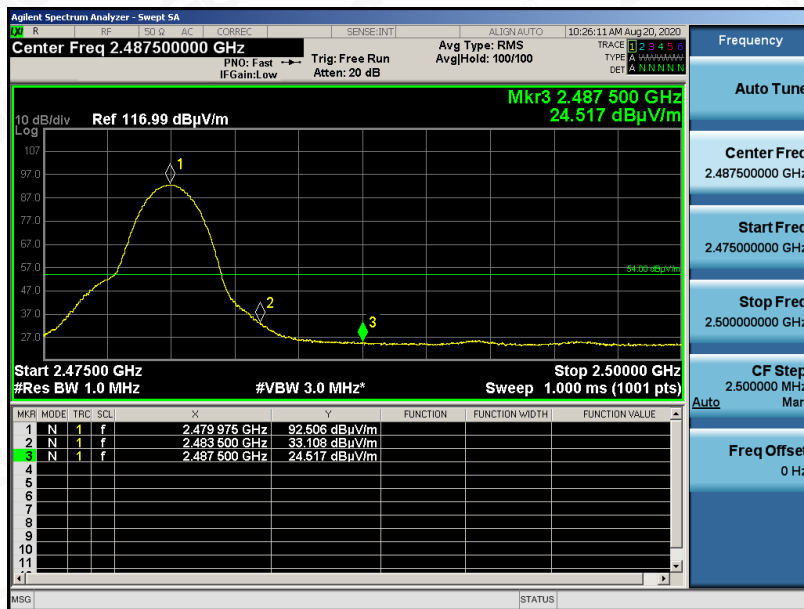 Agilent Spectrum Analyzer - Swept SA
LXI R RF 50 Ω AC CORREC SENSE:INT ALIGN AUTO 10:26:11 AM Aug 20, 2020
Center Freq 2.487500000 GHz
PNO: Fast
IFGain:Low
Trig: Free Run
Atten: 20 dB
Avg Type: RMS
Avg|Hold: 100/100
TRACE 1 2 3 4 5 6
TYPE A WWWWW
DET A N N N N N
Mkr3 2.487 500 GHz
24.517 dBµV/m
10 dB/div Ref 116.99 dBµV/m
Log
107
97.0
87.0
77.0
67.0
57.0
47.0
37.0
27.0
1
2
3
54.00 dBµV/m
Start 2.47500 GHz Stop 2.50000 GHz
#Res BW 1.0 MHz #VBW 3.0 MHz* Sweep 1.000 ms (1001 pts)
MKR MODE TRC SCL X Y FUNCTION FUNCTION WIDTH FUNCTION VALUE
1 N 1 f 2.479 975 GHz 92.506 dBµV/m
2 N 1 f 2.483 500 GHz 33.108 dBµV/m
3 N 1 f 2.487 500 GHz 24.517 dBµV/m
4
5
6
7
8
9
10
11
MSG STATUS
Frequency
Auto Tune
Center Freq
2.487500000 GHz
Start Freq
2.475000000 GHz
Stop Freq
2.500000000 GHz
CF Step
2.500000 MHz
Auto Man
Freq Offset
0 Hz